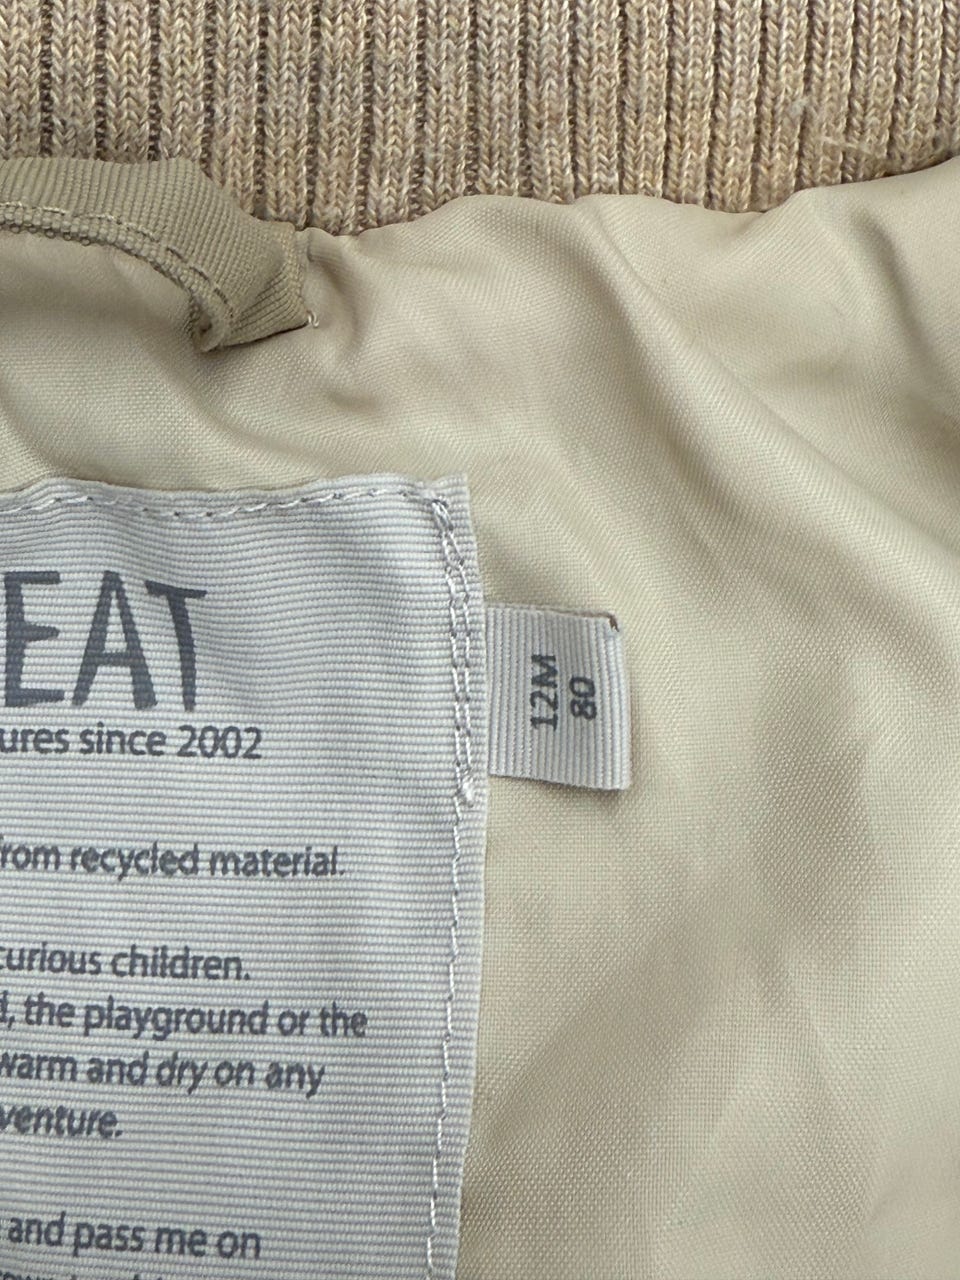 EAT
ures since 2002
from recycled material.
curious children.
d, the playground or the
warm and dry on any
venture.
and pass me on
12M
80